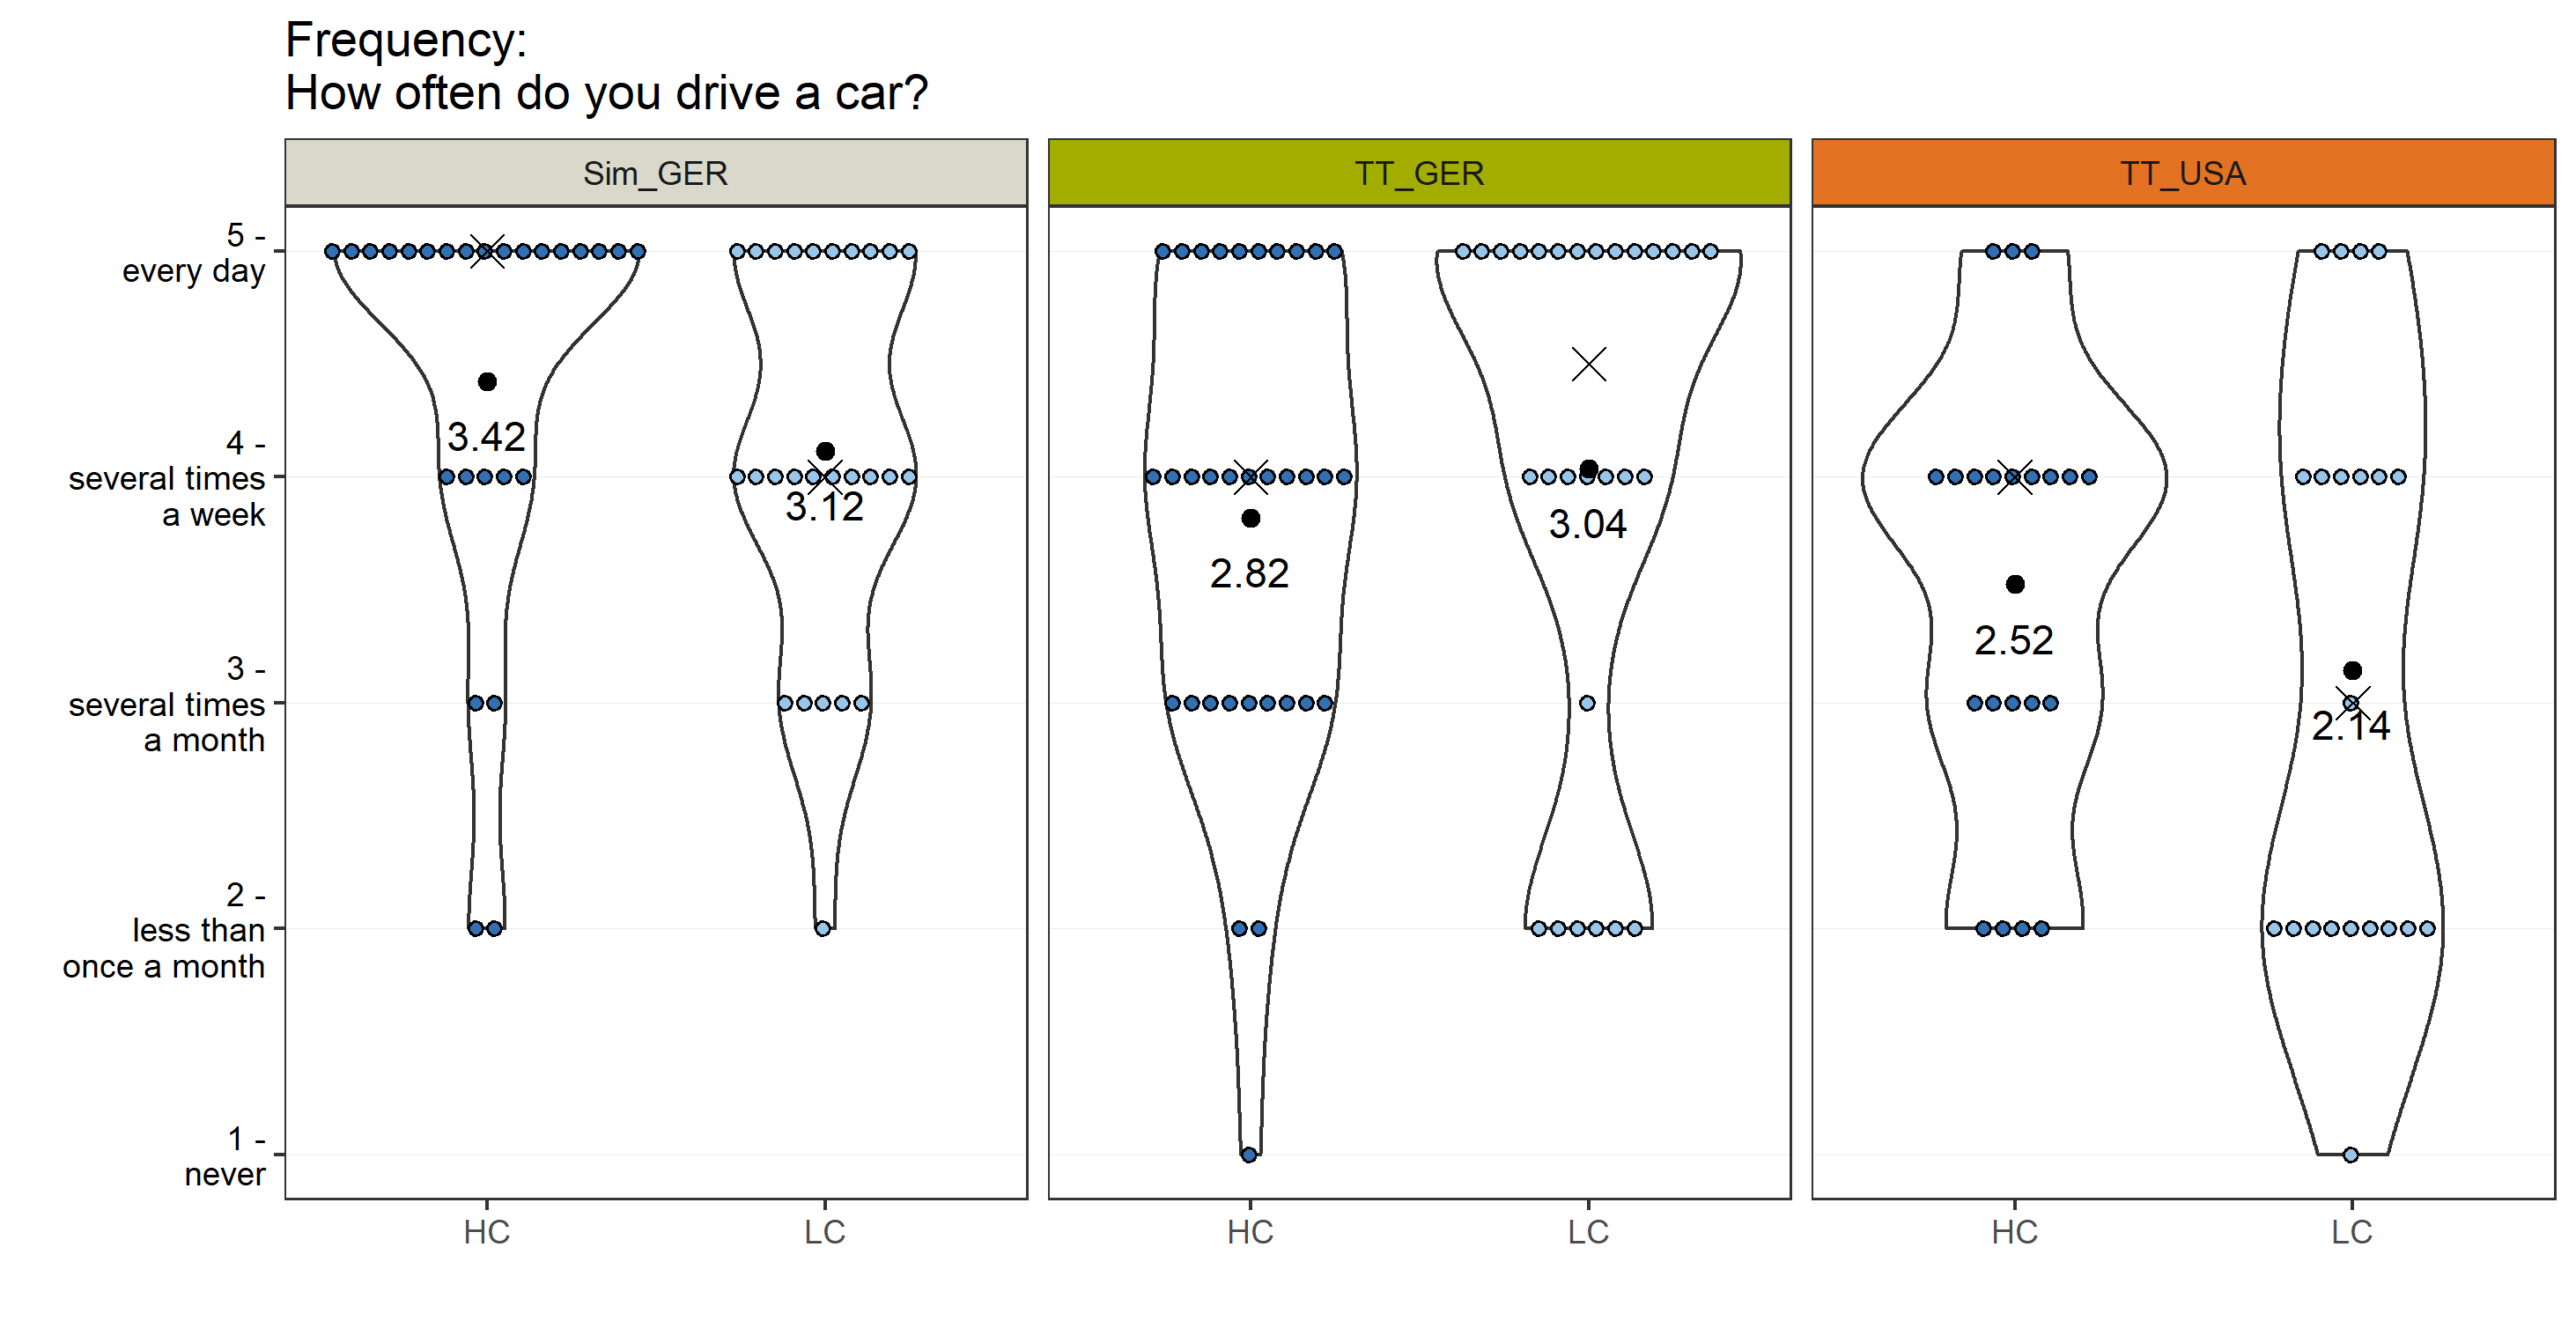 Frequency:
How often do you drive a car?
Sim_GER
TT_GER
TT_USA
5 -
every day
4 -
several times
a week
3 -
several times
a month
2 -
less than
once a month
1 -
never
3.42
3.12
2.82
3.04
2.52
2.14
HC
LC
HC
LC
HC
LC